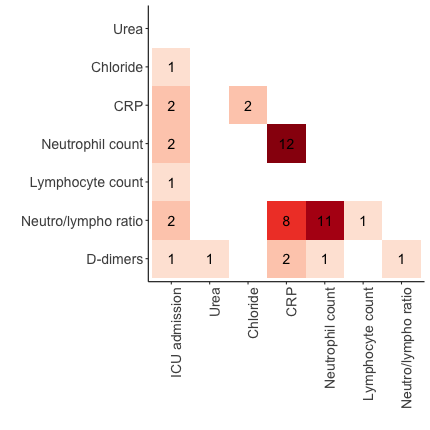 Urea
Chloride 1
CRP 2 2
Neutrophil count 2 12
Lymphocyte count 1
Neutro/lympho ratio 2 8 11 1
D-dimers 1 1 2 1 1
ICU admission
Urea
Chloride
CRP
Neutrophil count
Lymphocyte count
Neutro/lympho ratio